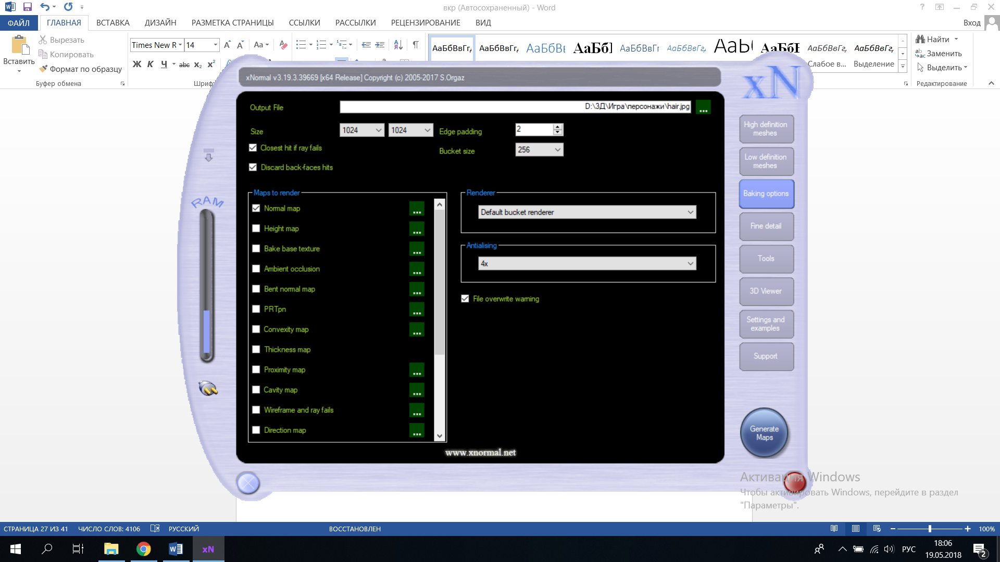 вкр (Автосохраненный) - Word
ФАЙЛ ГЛАВНАЯ ВСТАВКА ДИЗАЙН РАЗМЕТКА СТРАНИЦЫ ССЫЛКИ РАССЫЛКИ РЕЦЕНЗИРОВАНИЕ ВИД Вход
Вставить
Вырезать
Копировать
Формат по образцу
Буфер обмена
Times New R 14
Ж К Ч abc x₂ x²
Aa
АаБбВвГг, АаБбВвГг, АаБбВв АаБб АаБбВвГг АаБбВвГг, АаБбВвГг, АаБбВвГг,
Слабое в... Выделение
Найти
Заменить
Выделить
Редактирование
xNormal v3.19.3.39669 [x64 Release] Copyright (c) 2005-2017 S.Orgaz
xN
Output File D:\3Д\Игра\персонажи\hair.jpg ...
Size 1024 1024 Edge padding 2
Closest hit if ray fails Bucket size 256
Discard back-faces hits
RAM
Maps to render
Normal map ...
Height map ...
Bake base texture ...
Ambient occlusion ...
Bent normal map ...
PRTpn ...
Convexity map ...
Thickness map
Proximity map ...
Cavity map ...
Wireframe and ray fails ...
Direction map ...
Renderer
Default bucket renderer
Antialising
4x
File overwrite warning
www.xnormal.net
High definition
meshes
Low definition
meshes
Baking options
Fine detail
Tools
3D Viewer
Settings and
examples
Support
Generate
Maps
Активация Windows
Чтобы активировать Windows, перейдите в раздел
"Параметры".
СТРАНИЦА 27 ИЗ 41 ЧИСЛО СЛОВ: 4106 РУССКИЙ ВОССТАНОВЛЕН 100%
xN
РУС
18:06
19.05.2018
2